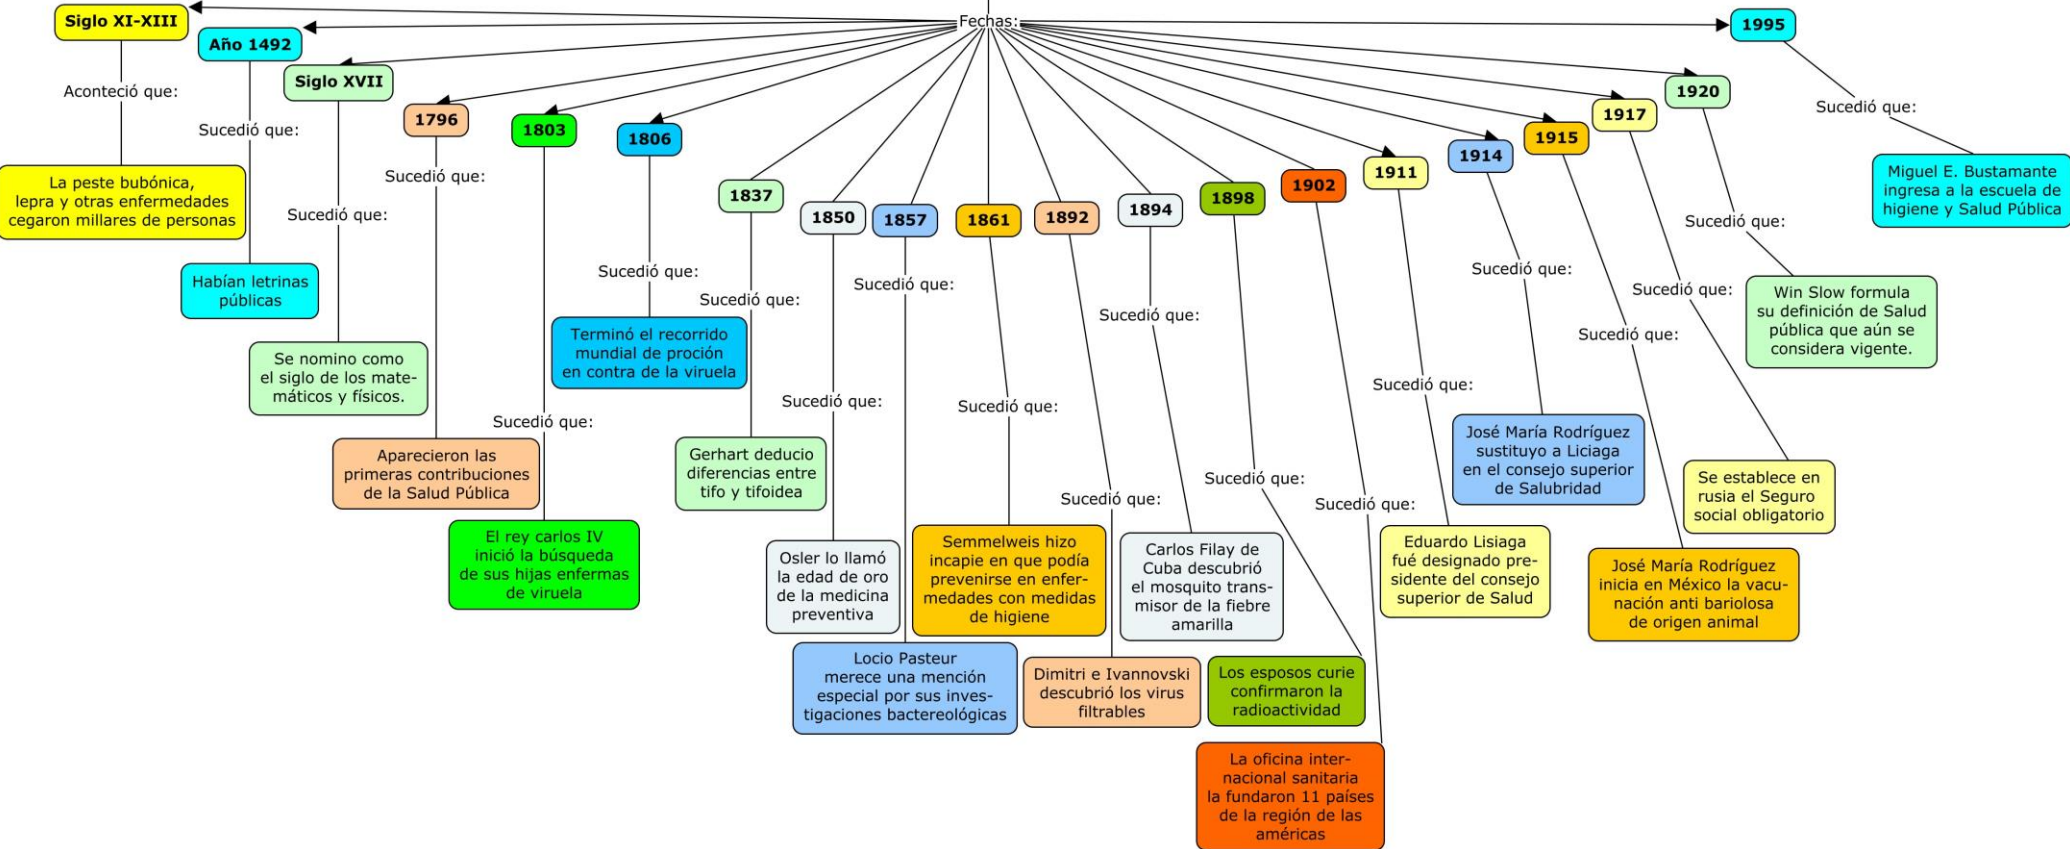 Fechas:
Siglo XI-XIII
Aconteció que:
La peste bubónica,
lepra y otras enfermedades
cegaron millares de personas
Año 1492
Sucedió que:
Habían letrinas
públicas
Siglo XVII
Sucedió que:
Se nomino como
el siglo de los mate-
máticos y físicos.
1796
Sucedió que:
Aparecieron las
primeras contribuciones
de la Salud Pública
1803
Sucedió que:
El rey carlos IV
inició la búsqueda
de sus hijas enfermas
de viruela
1806
Sucedió que:
Terminó el recorrido
mundial de proción
en contra de la viruela
1837
Sucedió que:
Gerhart deducio
diferencias entre
tifo y tifoidea
1850
Sucedió que:
Osler lo llamó
la edad de oro
de la medicina
preventiva
1857
Sucedió que:
Locio Pasteur
merece una mención
especial por sus inves-
tigaciones bactereológicas
1861
Sucedió que:
Semmelweis hizo
incapie en que podía
prevenirse en enfer-
medades con medidas
de higiene
1892
Sucedió que:
Dimitri e Ivannovski
descubrió los virus
filtrables
1894
Sucedió que:
Carlos Filay de
Cuba descubrió
el mosquito trans-
misor de la fiebre
amarilla
1898
Sucedió que:
Los esposos curie
confirmaron la
radioactividad
1902
Sucedió que:
La oficina inter-
nacional sanitaria
la fundaron 11 países
de la región de las
américas
1911
Sucedió que:
Eduardo Lisiaga
fué designado pre-
sidente del consejo
superior de Salud
1914
Sucedió que:
José María Rodríguez
sustituyo a Liciaga
en el consejo superior
de Salubridad
1915
Sucedió que:
José María Rodríguez
inicia en México la vacu-
nación anti bariolosa
de origen animal
1917
Sucedió que:
Se establece en
rusia el Seguro
social obligatorio
1920
Sucedió que:
Win Slow formula
su definición de Salud
pública que aún se
considera vigente.
1995
Sucedió que:
Miguel E. Bustamante
ingresa a la escuela de
higiene y Salud Pública